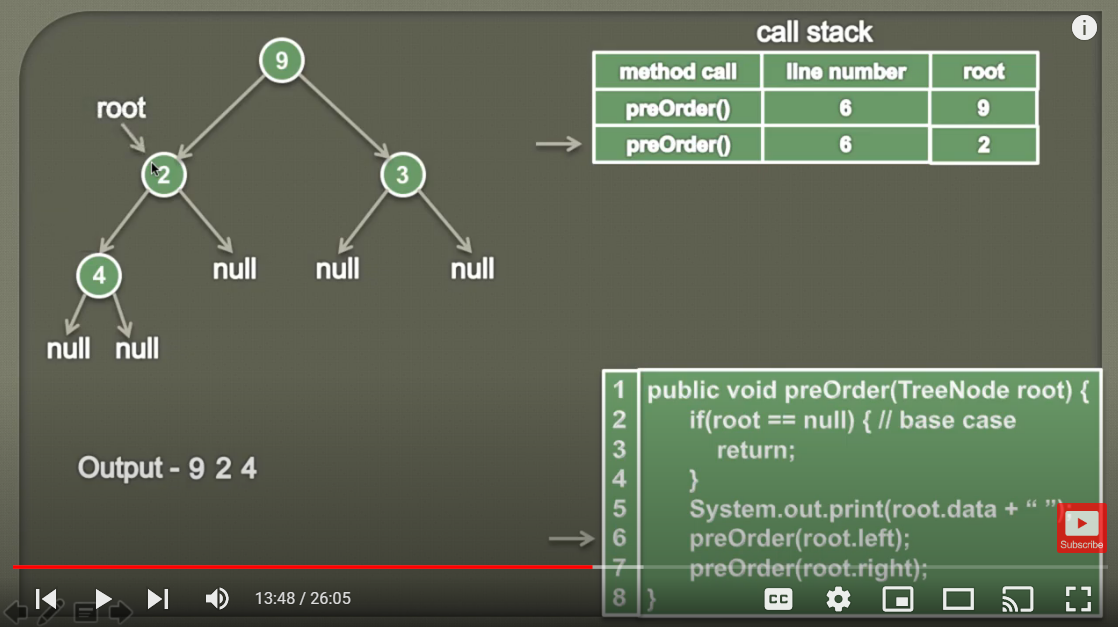 call stack
method call line number root
preOrder() 6 9
preOrder() 6 2
9
root
2 3
4 null null null
null null
Output - 9 2 4
1 public void preOrder(TreeNode root) {
2 if(root == null) { // base case
3 return;
4 }
5 System.out.print(root.data + “ ”);
6 preOrder(root.left);
7 preOrder(root.right);
8 }
Subscribe
13:48 / 26:05
CC